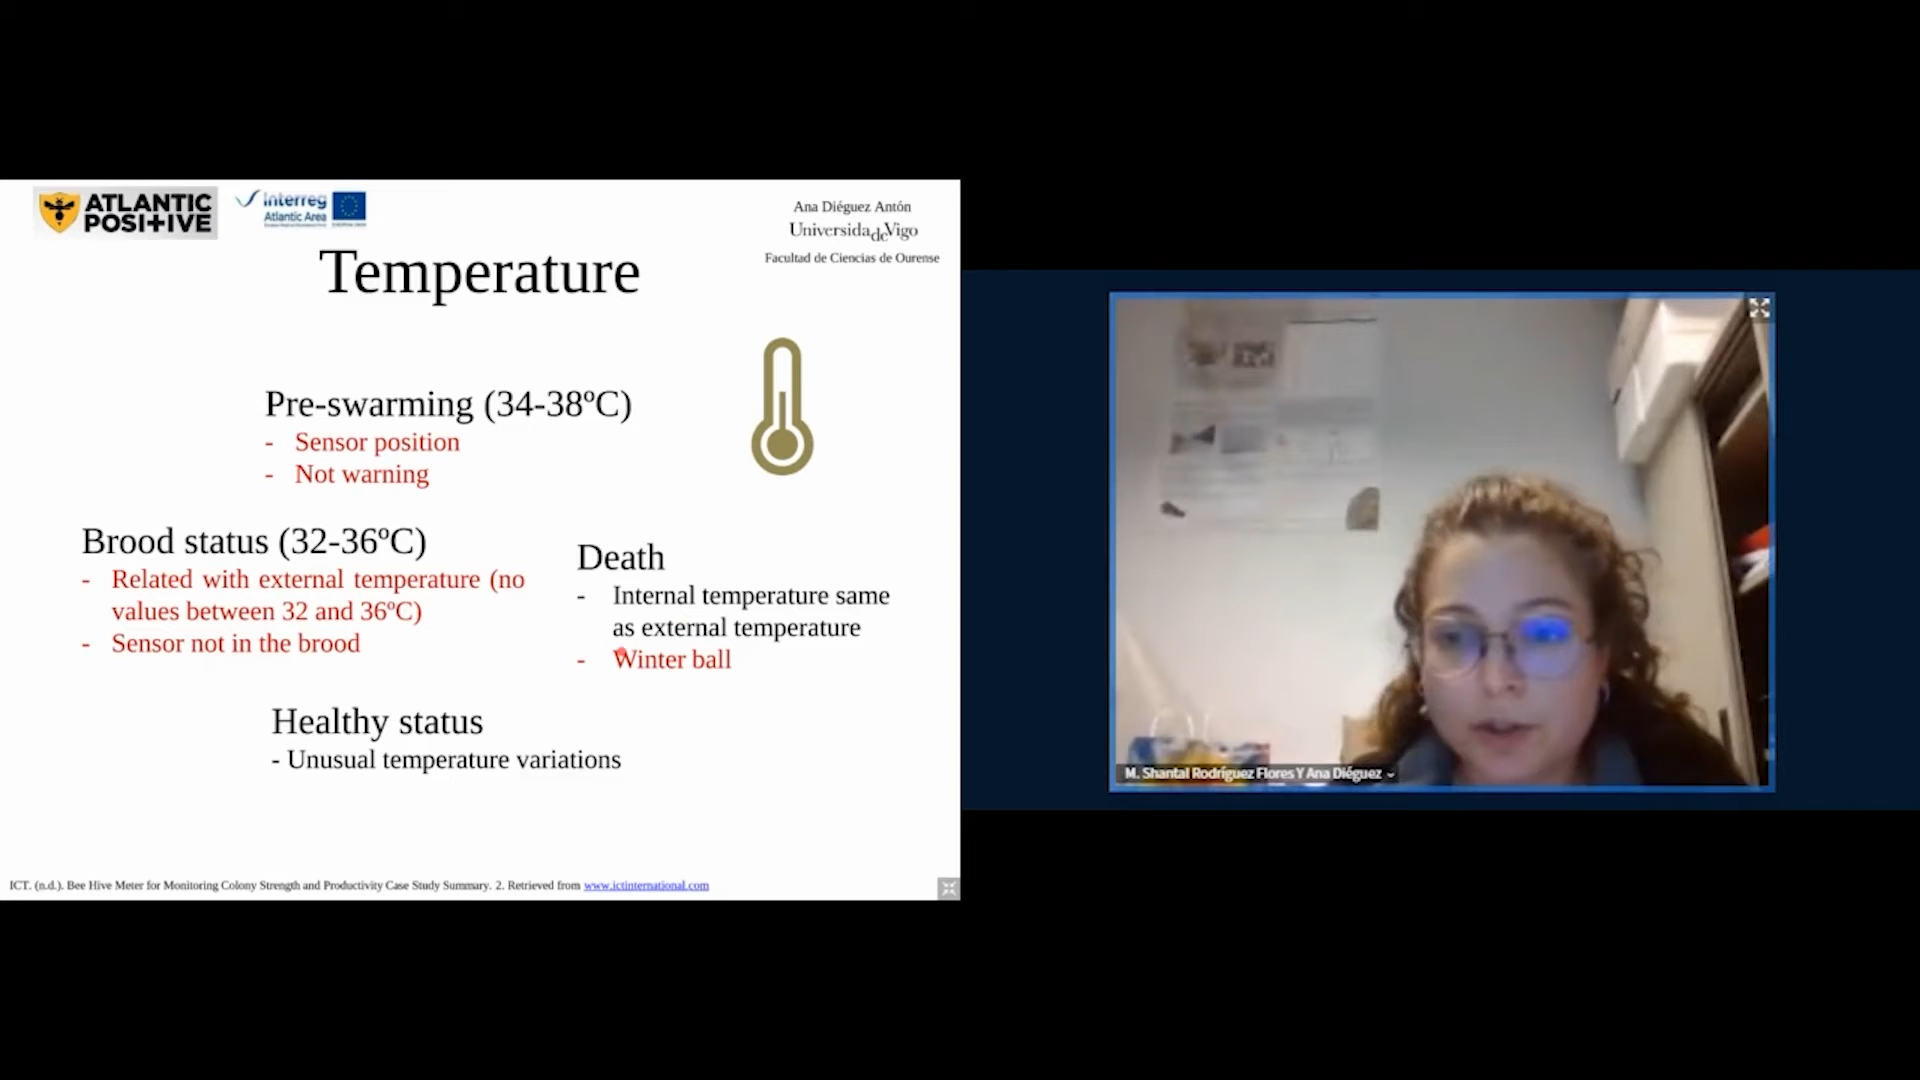 ATLANTIC
POSI+IVE
Interreg
Atlantic Area
Ana Diéguez Antón
UniversidadeVigo
Facultad de Ciencias de Ourense
Temperature
Pre-swarming (34-38ºC)
- Sensor position
- Not warning
Brood status (32-36ºC)
- Related with external temperature (no
values between 32 and 36ºC)
- Sensor not in the brood
Death
- Internal temperature same
as external temperature
- Winter ball
Healthy status
- Unusual temperature variations
ICT. (n.d.). Bee Hive Meter for Monitoring Colony Strength and Productivity Case Study Summary. 2. Retrieved from www.ictinternational.com
M. Shantal Rodríguez Flores Y Ana Diéguez